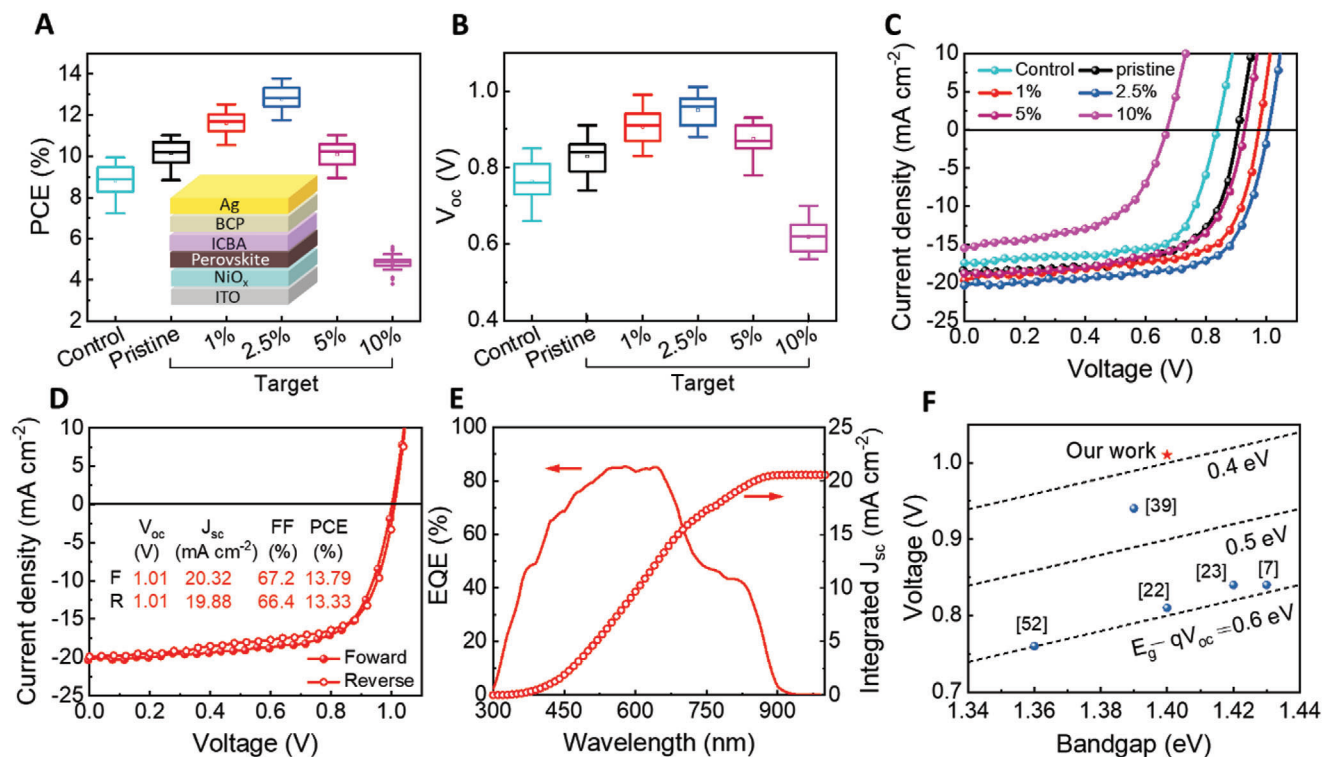 A
PCE (%)
14
12
10
8
6
4
2
Ag
BCP
ICBA
Perovskite
NiOx
ITO
Control
Pristine
1%
2.5%
5%
10%
Target
B
Voc (V)
1.0
0.8
0.6
0.4
Control
Pristine
1%
2.5%
5%
10%
Target
C
Current density (mA cm-2)
10
5
0
-5
-10
-15
-20
-25
Control
pristine
1%
2.5%
5%
10%
0.0 0.2 0.4 0.6 0.8 1.0
Voltage (V)
D
Current density (mA cm-2)
10
5
0
-5
-10
-15
-20
-25
Voc Jsc FF PCE
(V) (mA cm-2) (%) (%)
F 1.01 20.32 67.2 13.79
R 1.01 19.88 66.4 13.33
Foward
Reverse
0.0 0.2 0.4 0.6 0.8 1.0
Voltage (V)
E
EQE (%)
100
80
60
40
20
0
25
20
15
10
5
0
Integrated Jsc (mA cm-2)
300 450 600 750 900
Wavelength (nm)
F
Voltage (V)
1.0
0.9
0.8
0.7
Our work
0.4 eV
[39]
0.5 eV
[23]
[7]
[22]
[52]
Eg− qVoc =0.6 eV
1.34 1.36 1.38 1.40 1.42 1.44
Bandgap (eV)